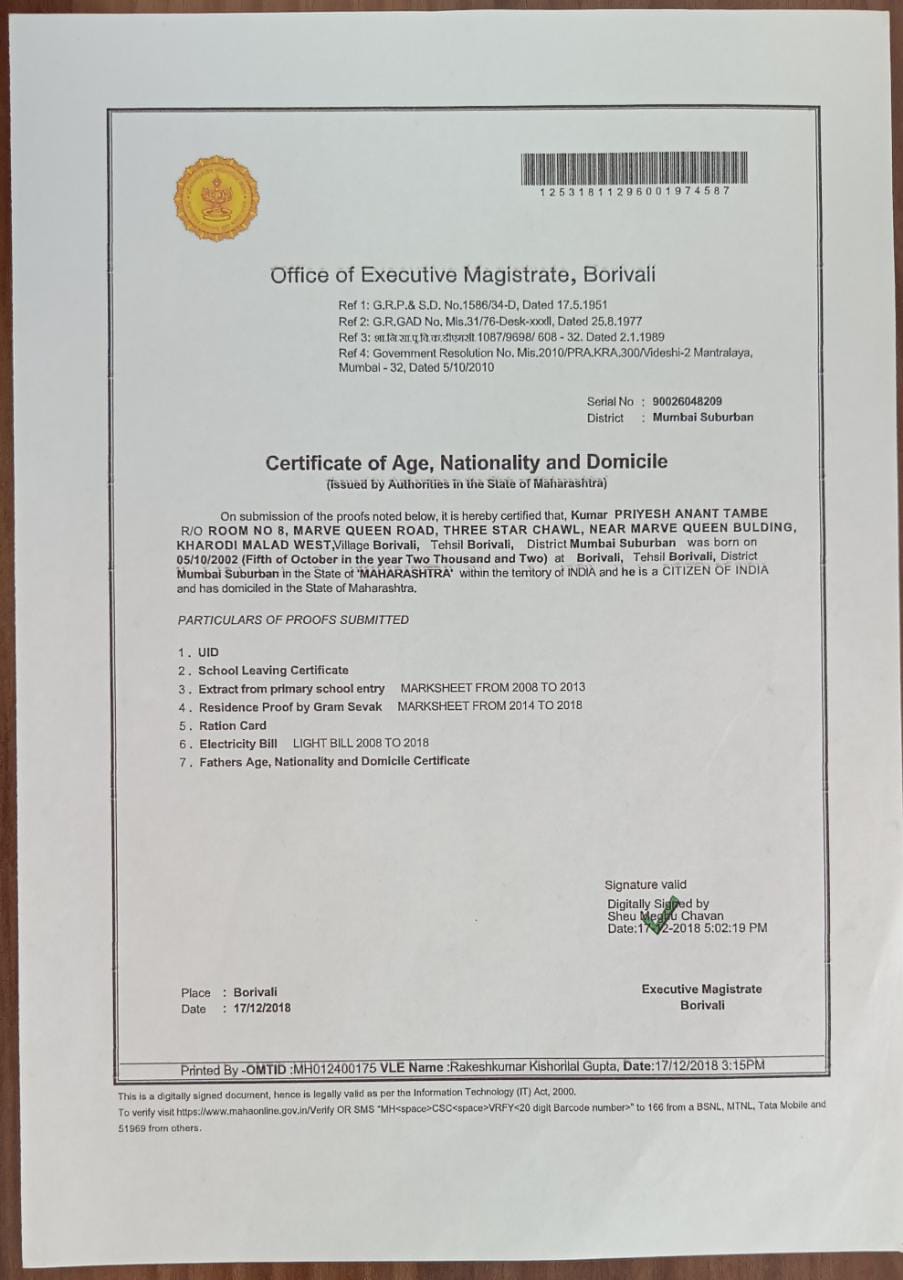 12531811296001974587
Office of Executive Magistrate, Borivali
Ref 1: G.R.P.& S.D. No.1586/34-D, Dated 17.5.1951
Ref 2: G.R.GAD No. Mis.31/76-Desk-xxxII, Dated 25.8.1977
Ref 3: शा.नि.सा.पू.वि.क.डीएमसी 1087/9698/ 608 - 32. Dated 2.1.1989
Ref 4: Government Resolution No. Mis.2010/PRA.KRA.300/Videshi-2 Mantralaya,
Mumbai - 32, Dated 5/10/2010
Serial No : 90026048209
District : Mumbai Suburban
Certificate of Age, Nationality and Domicile
(Issued by Authorities in the State of Maharashtra)
On submission of the proofs noted below, it is hereby certified that, Kumar PRIYESH ANANT TAMBE
R/O ROOM NO 8, MARVE QUEEN ROAD, THREE STAR CHAWL, NEAR MARVE QUEEN BULDING,
KHARODI MALAD WEST,Village Borivali, Tehsil Borivali, District Mumbai Suburban was born on
05/10/2002 (Fifth of October in the year Two Thousand and Two) at Borivali, Tehsil Borivali, District
Mumbai Suburban in the State of 'MAHARASHTRA' within the territory of INDIA and he is a CITIZEN OF INDIA
and has domiciled in the State of Maharashtra.
PARTICULARS OF PROOFS SUBMITTED
1 . UID
2 . School Leaving Certificate
3 . Extract from primary school entry MARKSHEET FROM 2008 TO 2013
4 . Residence Proof by Gram Sevak MARKSHEET FROM 2014 TO 2018
5 . Ration Card
6 . Electricity Bill LIGHT BILL 2008 TO 2018
7 . Fathers Age, Nationality and Domicile Certificate
Signature valid
Digitally Signed by
Sheu Meghu Chavan
Date:17-12-2018 5:02:19 PM
Place : Borivali
Date : 17/12/2018
Executive Magistrate
Borivali
Printed By -OMTID :MH012400175 VLE Name :Rakeshkumar Kishorilal Gupta, Date:17/12/2018 3:15PM
This is a digitally signed document, hence is legally valid as per the Information Technology (IT) Act, 2000.
To verify visit https://www.mahaonline.gov.in/Verify OR SMS "MH<space>CSC<space>VRFY<20 digit Barcode number>" to 166 from a BSNL, MTNL, Tata Mobile and
51969 from others.